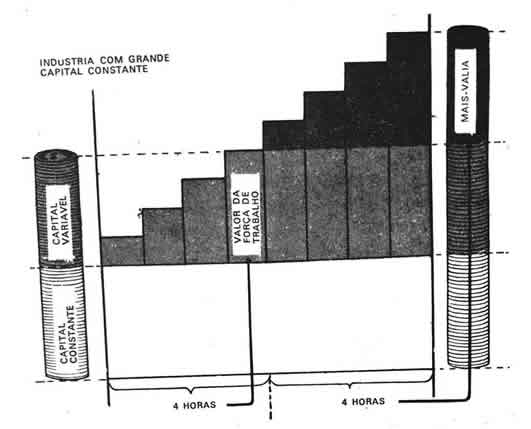 INDUSTRIA COM GRANDE
CAPITAL CONSTANTE
CAPITAL
VARIAVEL
CAPITAL
CONSTANTE
VALOR DA
FORÇA DE
TRABALHO
MAIS-VALIA
4 HORAS
4 HORAS